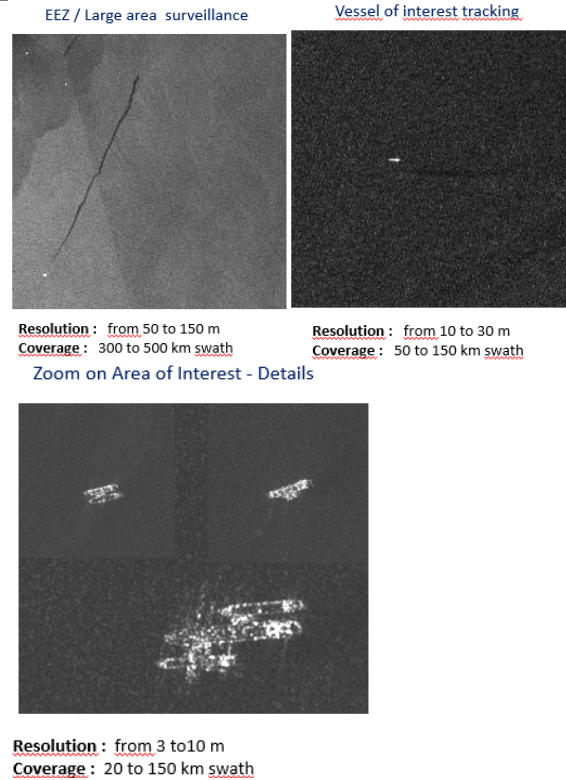 EEZ / Large area surveillance
Vessel of interest tracking
Resolution : from 50 to 150 m
Coverage : 300 to 500 km swath
Resolution : from 10 to 30 m
Coverage : 50 to 150 km swath
Zoom on Area of Interest - Details
Resolution : from 3 to10 m
Coverage : 20 to 150 km swath